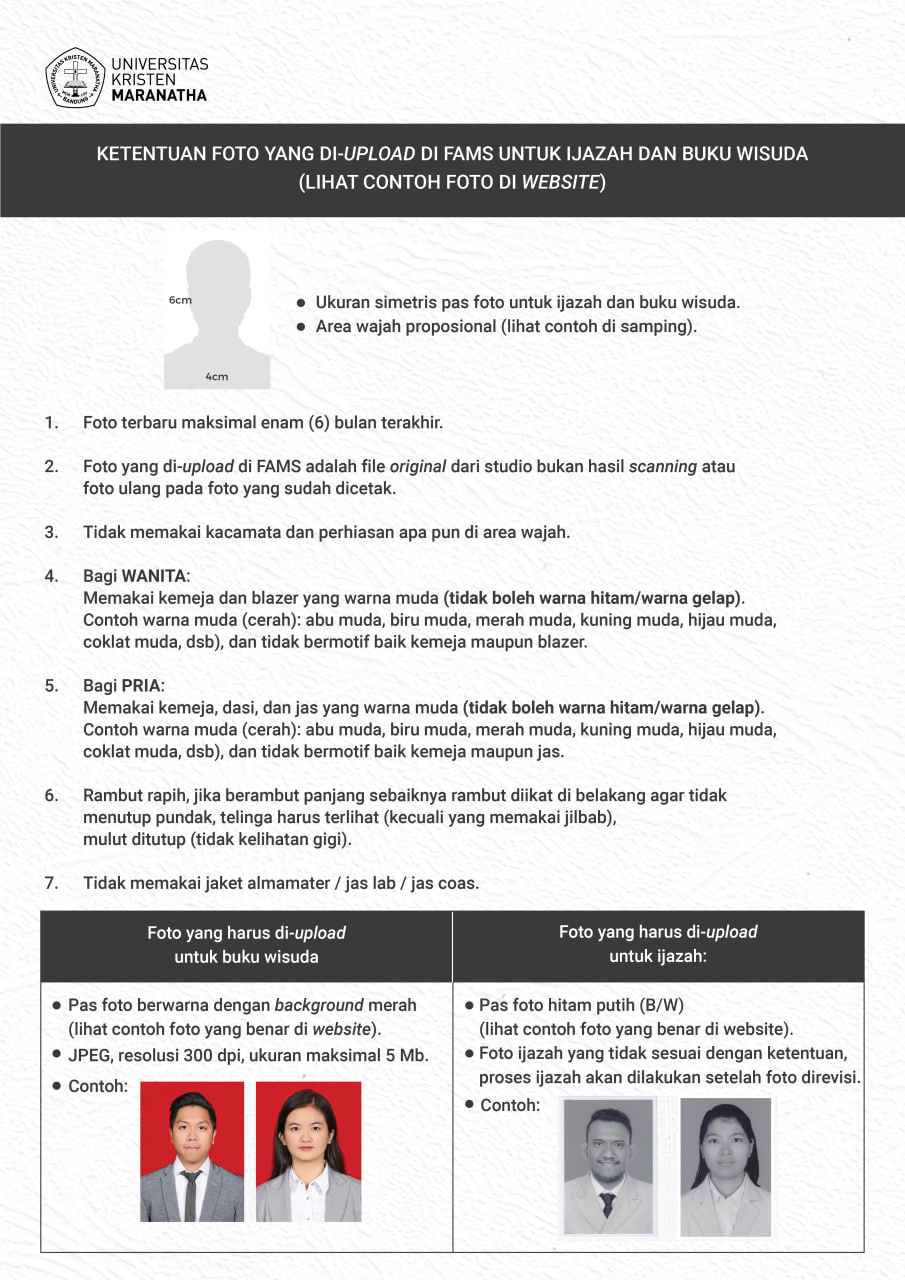 UNIVERSITAS KRISTEN MARANATHA
BANDUNG
UNIVERSITAS
KRISTEN
MARANATHA
KETENTUAN FOTO YANG DI-UPLOAD DI FAMS UNTUK IJAZAH DAN BUKU WISUDA
(LIHAT CONTOH FOTO DI WEBSITE)
6cm
4cm
● Ukuran simetris pas foto untuk ijazah dan buku wisuda.
● Area wajah proposional (lihat contoh di samping).
1. Foto terbaru maksimal enam (6) bulan terakhir.
2. Foto yang di-upload di FAMS adalah file original dari studio bukan hasil scanning atau
foto ulang pada foto yang sudah dicetak.
3. Tidak memakai kacamata dan perhiasan apa pun di area wajah.
4. Bagi WANITA:
Memakai kemeja dan blazer yang warna muda (tidak boleh warna hitam/warna gelap).
Contoh warna muda (cerah): abu muda, biru muda, merah muda, kuning muda, hijau muda,
coklat muda, dsb), dan tidak bermotif baik kemeja maupun blazer.
5. Bagi PRIA:
Memakai kemeja, dasi, dan jas yang warna muda (tidak boleh warna hitam/warna gelap).
Contoh warna muda (cerah): abu muda, biru muda, merah muda, kuning muda, hijau muda,
coklat muda, dsb), dan tidak bermotif baik kemeja maupun jas.
6. Rambut rapih, jika berambut panjang sebaiknya rambut diikat di belakang agar tidak
menutup pundak, telinga harus terlihat (kecuali yang memakai jilbab),
mulut ditutup (tidak kelihatan gigi).
7. Tidak memakai jaket almamater / jas lab / jas coas.
Foto yang harus di-upload
untuk buku wisuda
● Pas foto berwarna dengan background merah
(lihat contoh foto yang benar di website).
● JPEG, resolusi 300 dpi, ukuran maksimal 5 Mb.
● Contoh:
Foto yang harus di-upload
untuk ijazah:
● Pas foto hitam putih (B/W)
(lihat contoh foto yang benar di website).
● Foto ijazah yang tidak sesuai dengan ketentuan,
proses ijazah akan dilakukan setelah foto direvisi.
● Contoh: